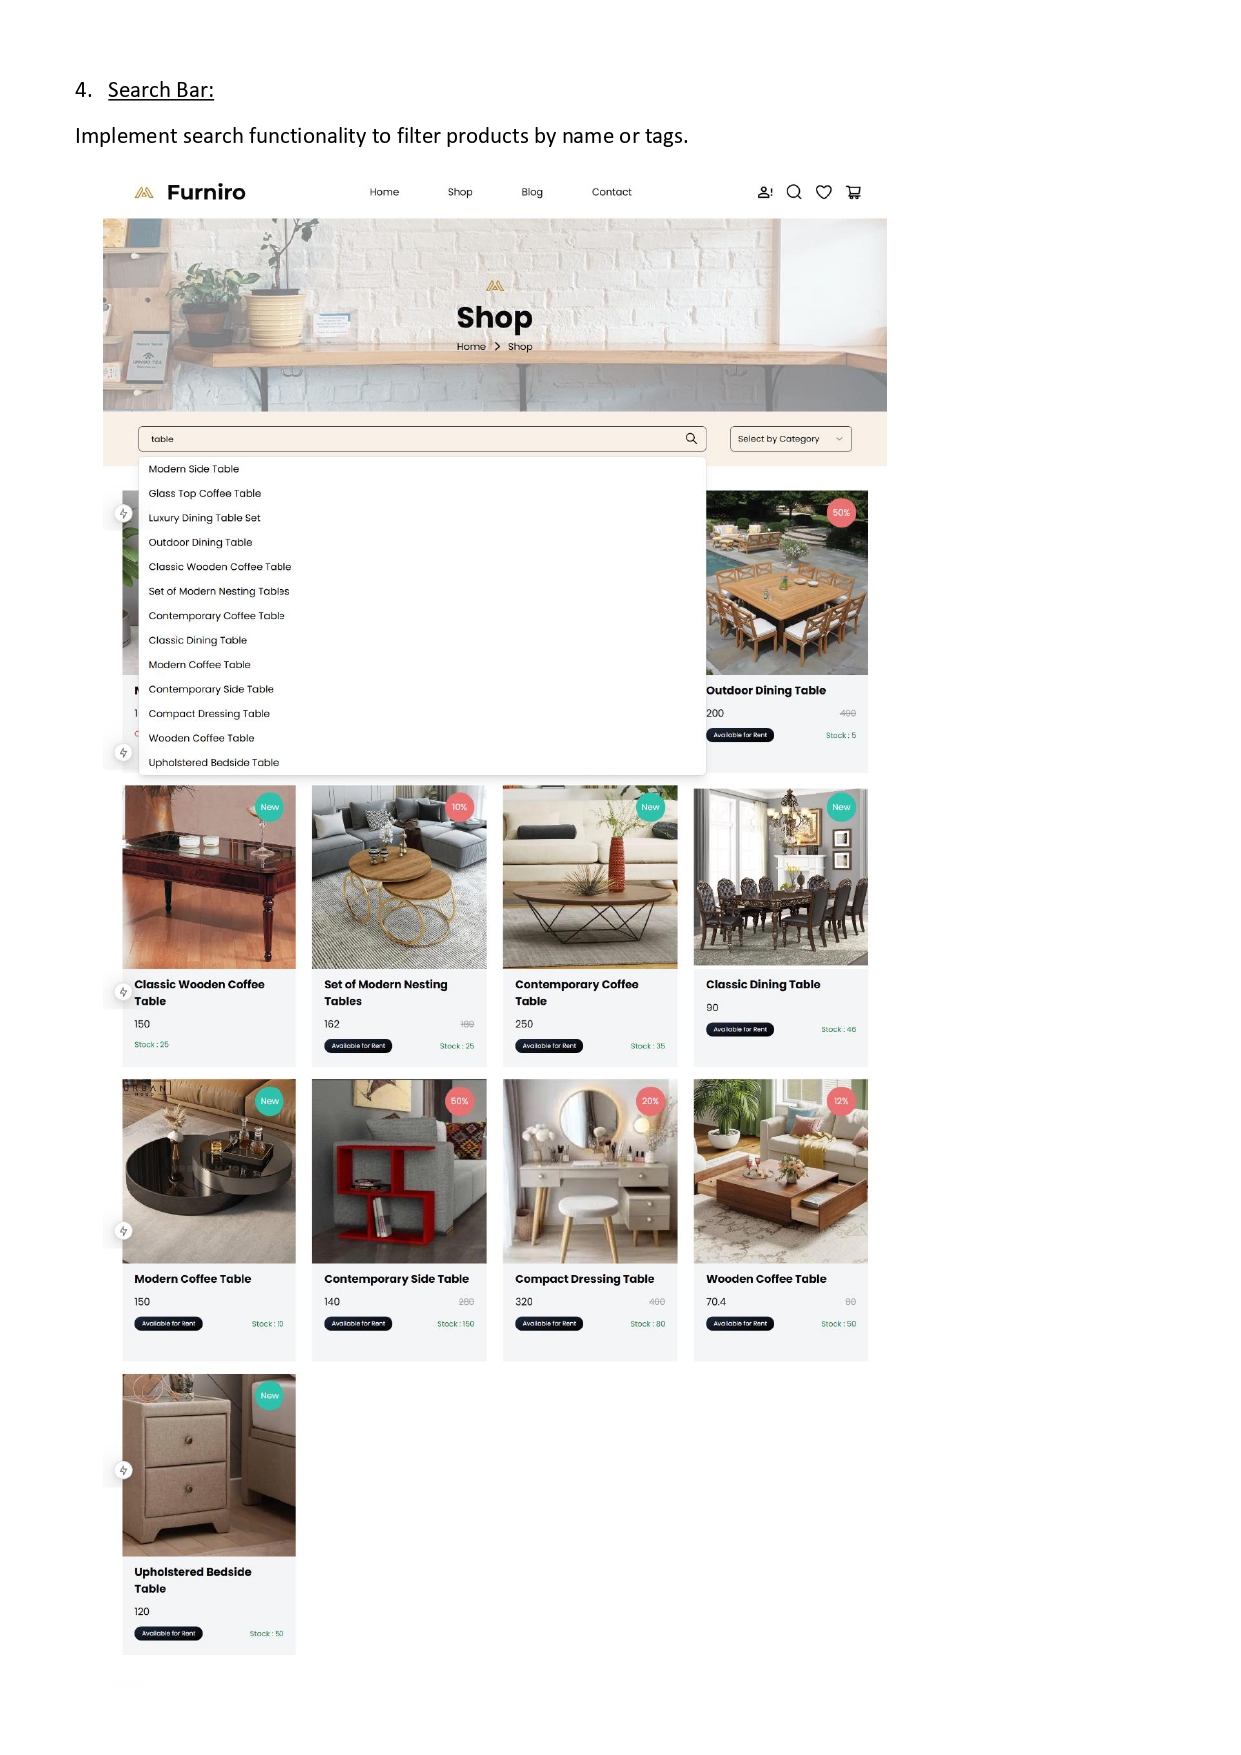 4. Search Bar:
Implement search functionality to filter products by name or tags.
Furniro
Home Shop Blog Contact
Shop
Home > Shop
table
Select by Category
Modern Side Table
Glass Top Coffee Table
Luxury Dining Table Set
Outdoor Dining Table
Classic Wooden Coffee Table
Set of Modern Nesting Tables
Contemporary Coffee Table
Classic Dining Table
Modern Coffee Table
Contemporary Side Table
Compact Dressing Table
Wooden Coffee Table
Upholstered Bedside Table
50%
Outdoor Dining Table
200 400
Available for Rent Stock : 5
New 10% New New
Classic Wooden Coffee
Table
150
Stock : 25
Set of Modern Nesting
Tables
162 180
Available for Rent Stock : 25
Contemporary Coffee
Table
250
Available for Rent Stock : 35
Classic Dining Table
90
Available for Rent Stock : 46
New 50% 20% 12%
Modern Coffee Table
150
Available for Rent Stock : 10
Contemporary Side Table
140 280
Available for Rent Stock : 150
Compact Dressing Table
320 400
Available for Rent Stock : 80
Wooden Coffee Table
70.4 80
Available for Rent Stock : 50
New
Upholstered Bedside
Table
120
Available for Rent Stock : 50